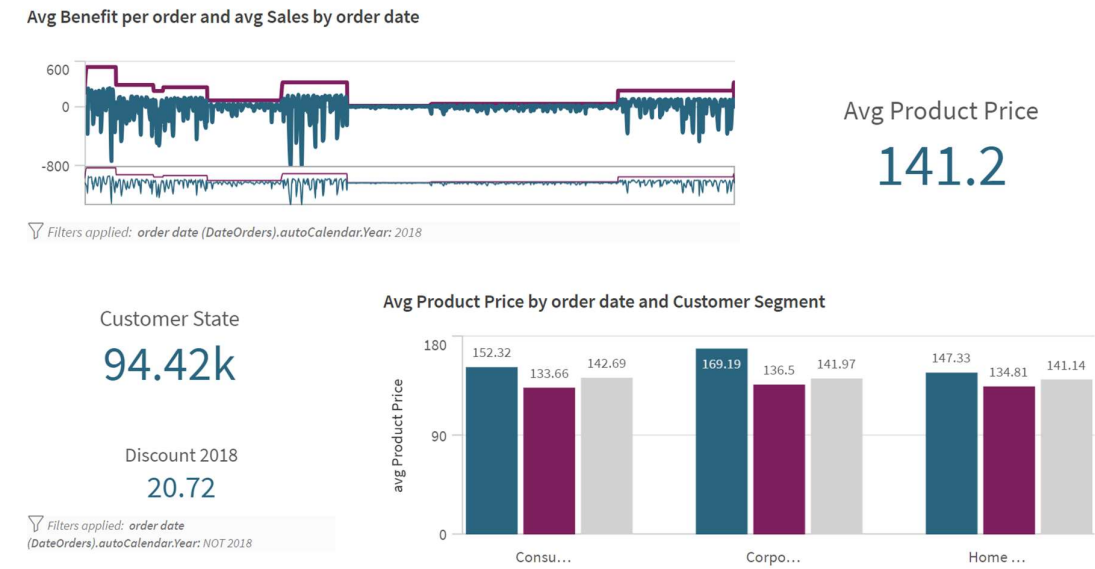 Avg Benefit per order and avg Sales by order date
600
0
-800
Filters applied: order date (DateOrders).autoCalendar.Year: 2018
Avg Product Price
141.2
Customer State
94.42k
Discount 2018
20.72
Filters applied: order date
(DateOrders).autoCalendar.Year: NOT 2018
Avg Product Price by order date and Customer Segment
avg Product Price
180
90
0
152.32
133.66
142.69
169.19
136.5
141.97
147.33
134.81
141.14
Consu...
Corpo...
Home ...